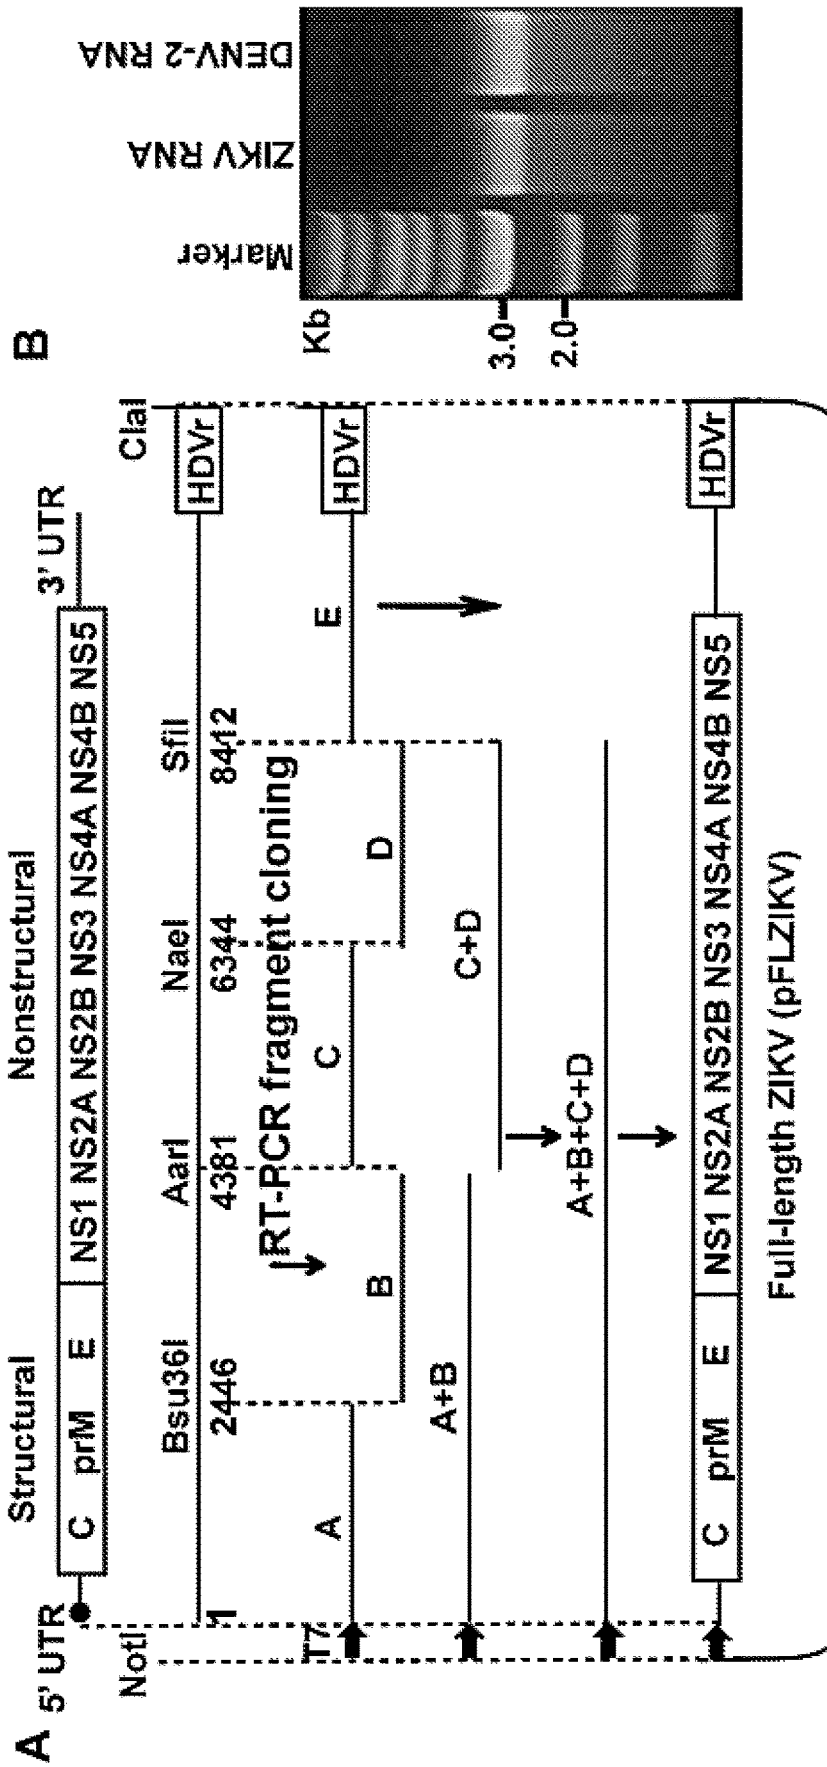 A
5' UTR
Structural
Nonstructural
3' UTR
C prM E NS1 NS2A NS2B NS3 NS4A NS4B NS5
NotI
Bsu36I
AarI
NaeI
SfiI
ClaI
1
2446
4381
6344
8412
HDVr
RT-PCR fragment cloning
T7
A
B
C
D
E
HDVr
A+B
C+D
A+B+C+D
C prM E NS1 NS2A NS2B NS3 NS4A NS4B NS5
HDVr
Full-length ZIKV (pFLZIKV)
B
Kb
Marker
ZIKV RNA
DENV-2 RNA
3.0
2.0